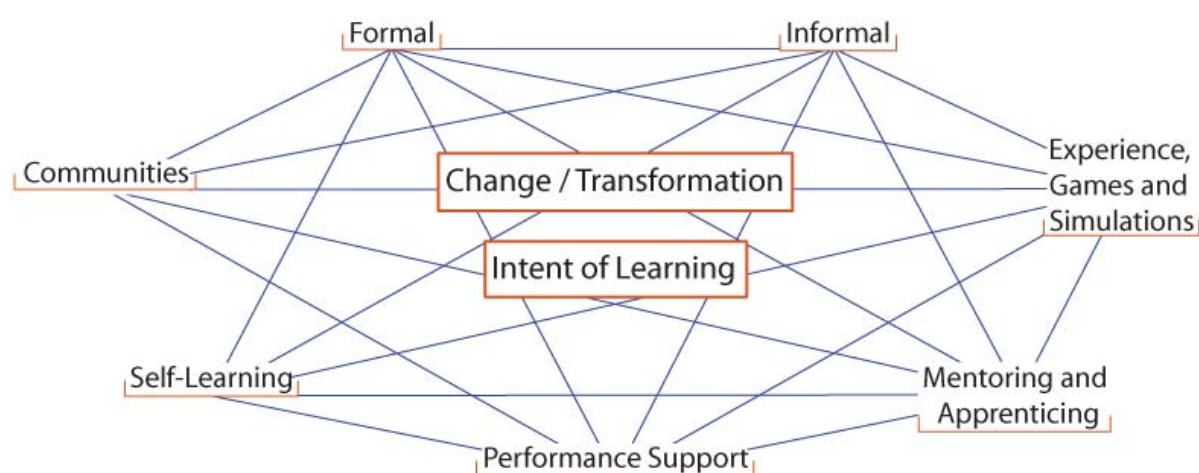 Formal
Informal
Communities
Change / Transformation
Experience,
Games and
Simulations
Intent of Learning
Self-Learning
Mentoring and
Apprenticing
Performance Support